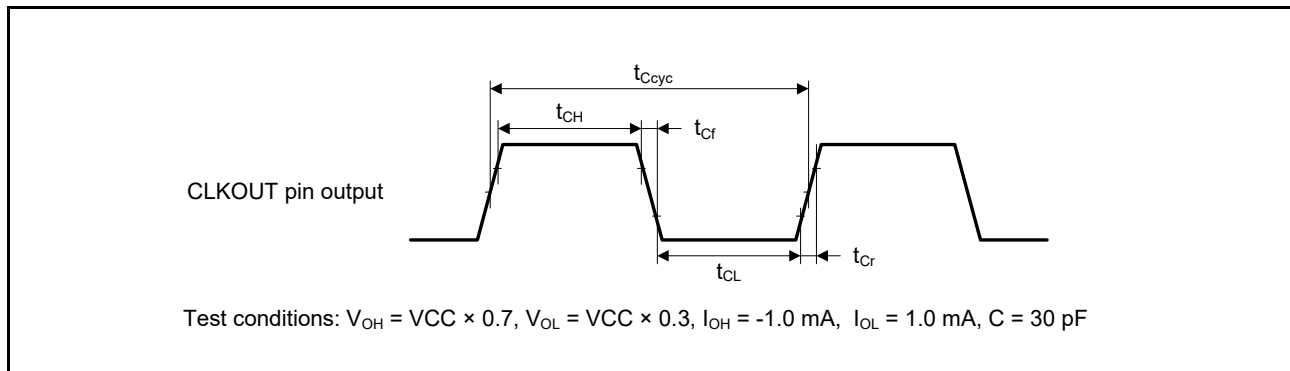 tCcyc
tCH
tCf
CLKOUT pin output
tCL
tCr
Test conditions: VOH = VCC × 0.7, VOL = VCC × 0.3, IOH = -1.0 mA, IOL = 1.0 mA, C = 30 pF